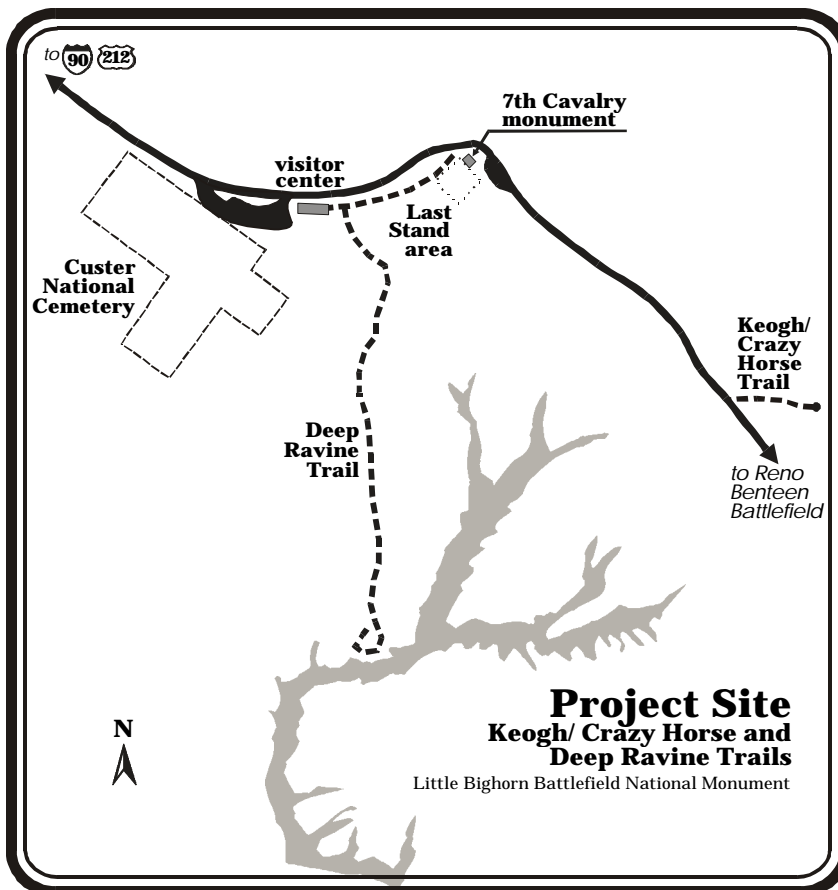 to 90 212
7th Cavalry
monument
visitor
center
Last
Stand
area
Custer
National
Cemetery
Keogh/
Crazy
Horse
Trail
Deep
Ravine
Trail
to Reno
Benteen
Battlefield
N
Project Site
Keogh/ Crazy Horse and
Deep Ravine Trails
Little Bighorn Battlefield National Monument